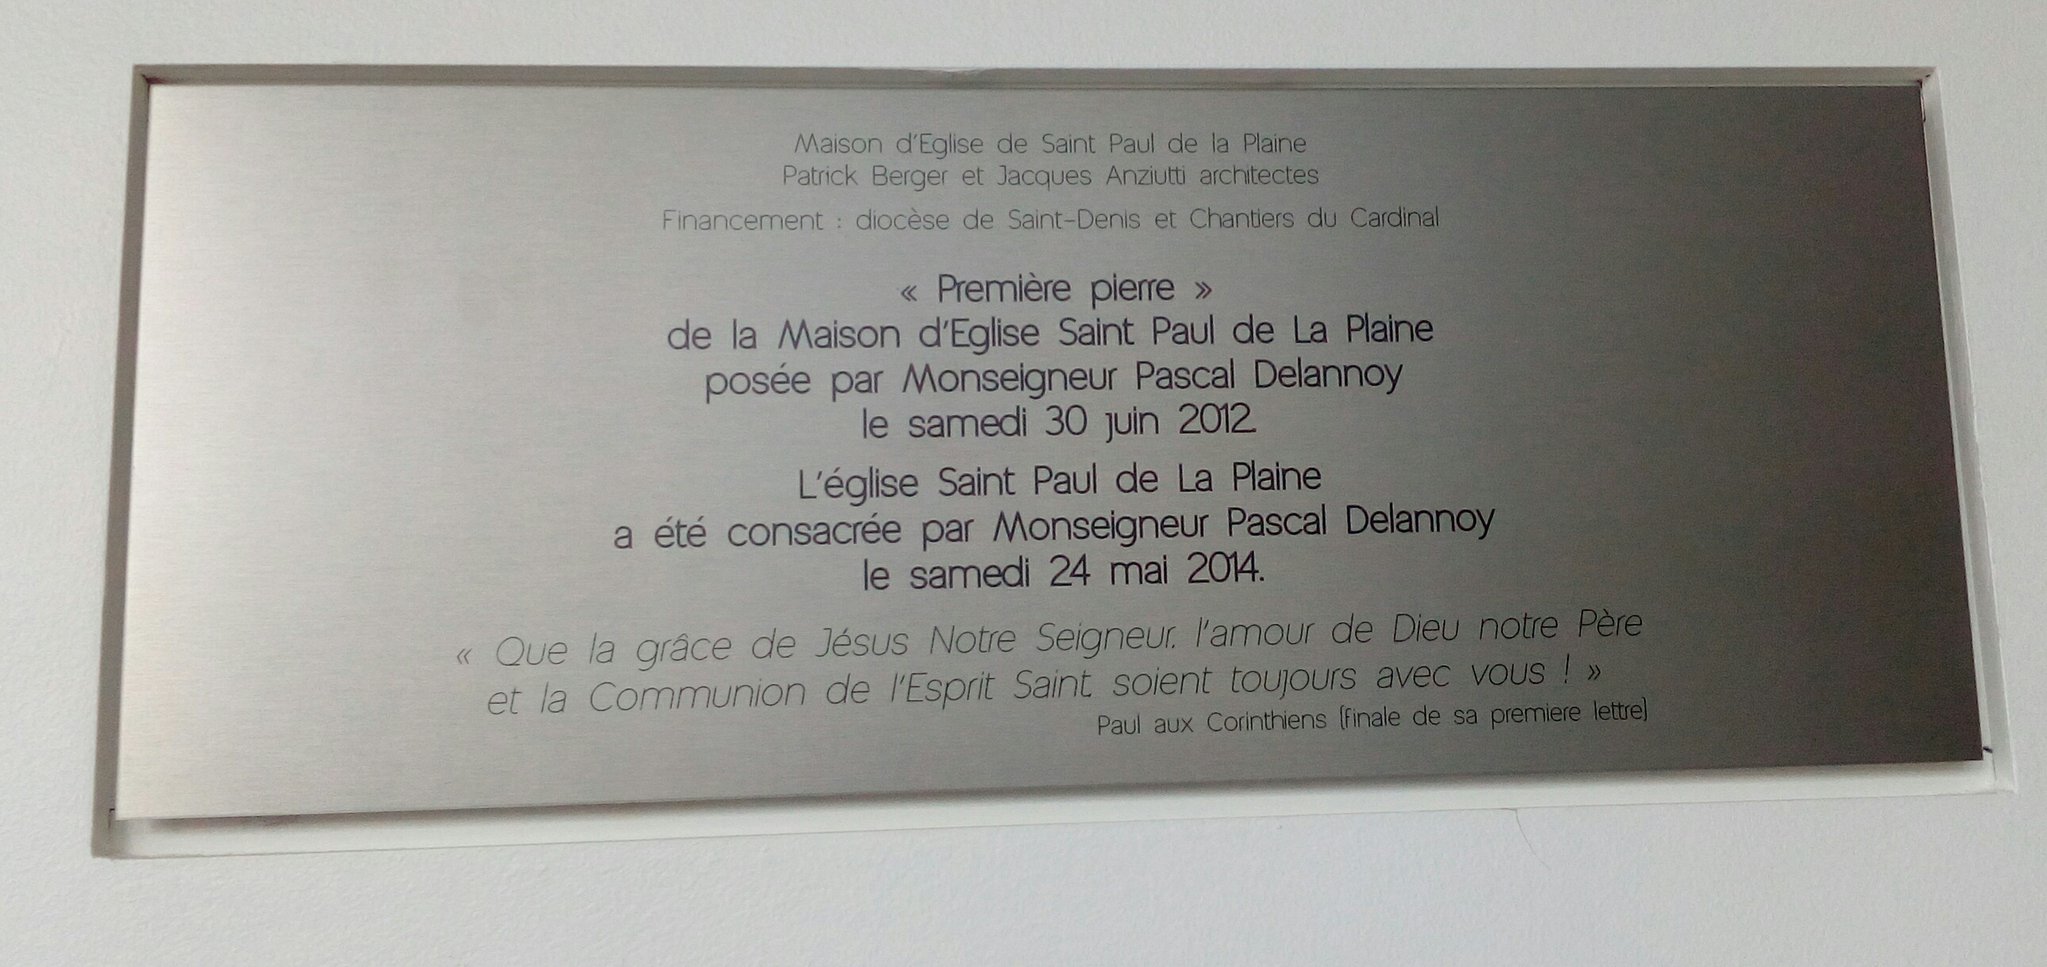 Maison d'Eglise de Saint Paul de la Plaine
Patrick Berger et Jacques Anziutti architectes
Financement : diocèse de Saint-Denis et Chantiers du Cardinal
« Première pierre »
de la Maison d'Eglise Saint Paul de La Plaine
posée par Monseigneur Pascal Delannoy
le samedi 30 juin 2012.
L'église Saint Paul de La Plaine
a été consacrée par Monseigneur Pascal Delannoy
le samedi 24 mai 2014.
« Que la grâce de Jésus Notre Seigneur, l'amour de Dieu notre Père
et la Communion de l'Esprit Saint soient toujours avec vous ! »
Paul aux Corinthiens (finale de sa premiere lettre)